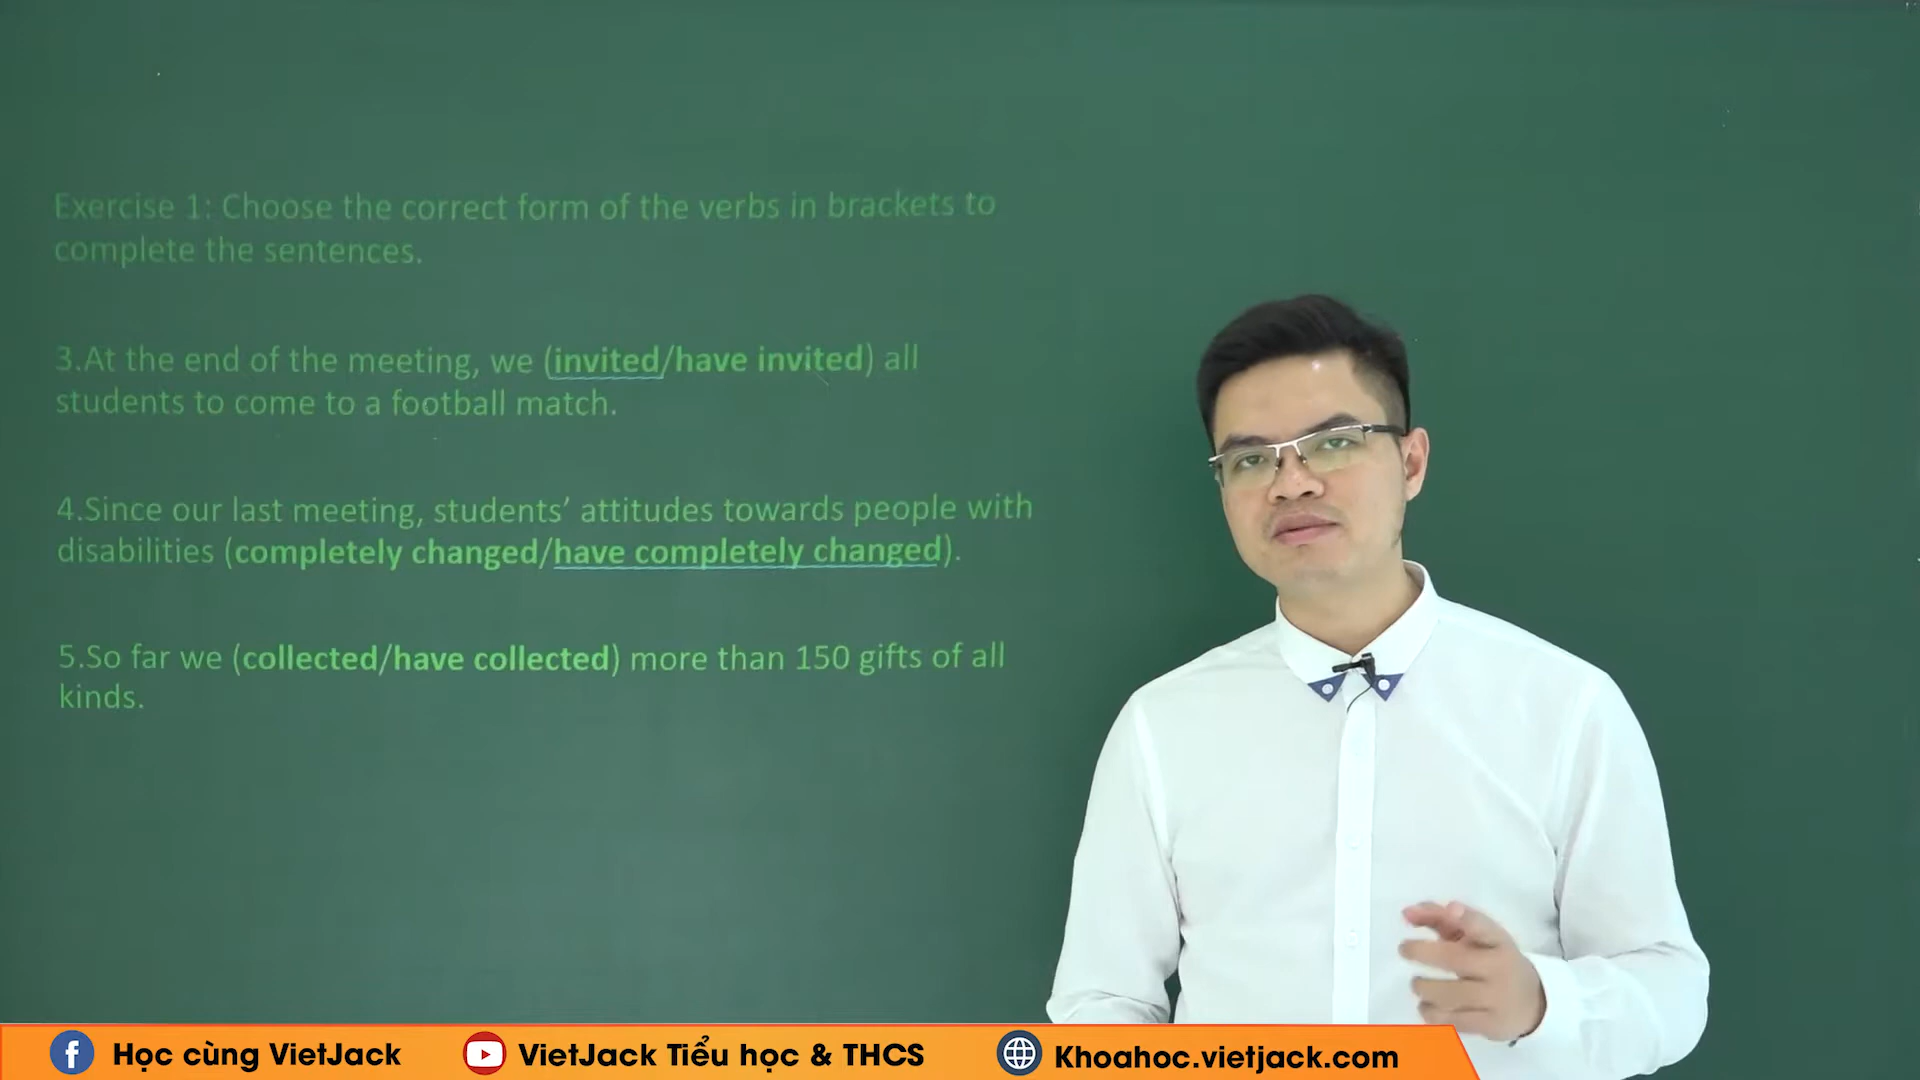 Exercise 1: Choose the correct form of the verbs in brackets to
complete the sentences.
3.At the end of the meeting, we (invited/have invited) all
students to come to a football match.
4.Since our last meeting, students’ attitudes towards people with
disabilities (completely changed/have completely changed).
5.So far we (collected/have collected) more than 150 gifts of all
kinds.
Học cùng VietJack
VietJack Tiểu học & THCS
Khoahoc.vietjack.com